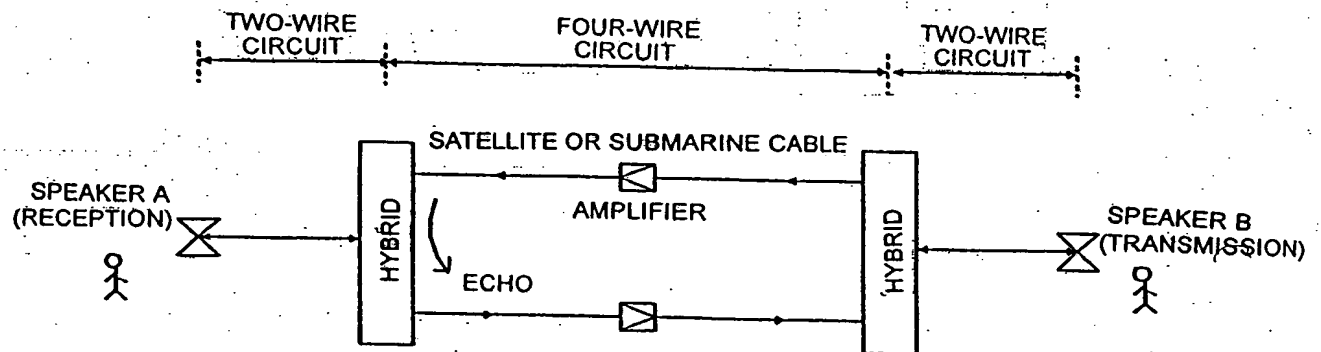 TWO-WIRE
CIRCUIT
FOUR-WIRE
CIRCUIT
TWO-WIRE
CIRCUIT
SATELLITE OR SUBMARINE CABLE
SPEAKER A
(RECEPTION)
HYBRID
AMPLIFIER
ECHO
HYBRID
SPEAKER B
(TRANSMISSION)